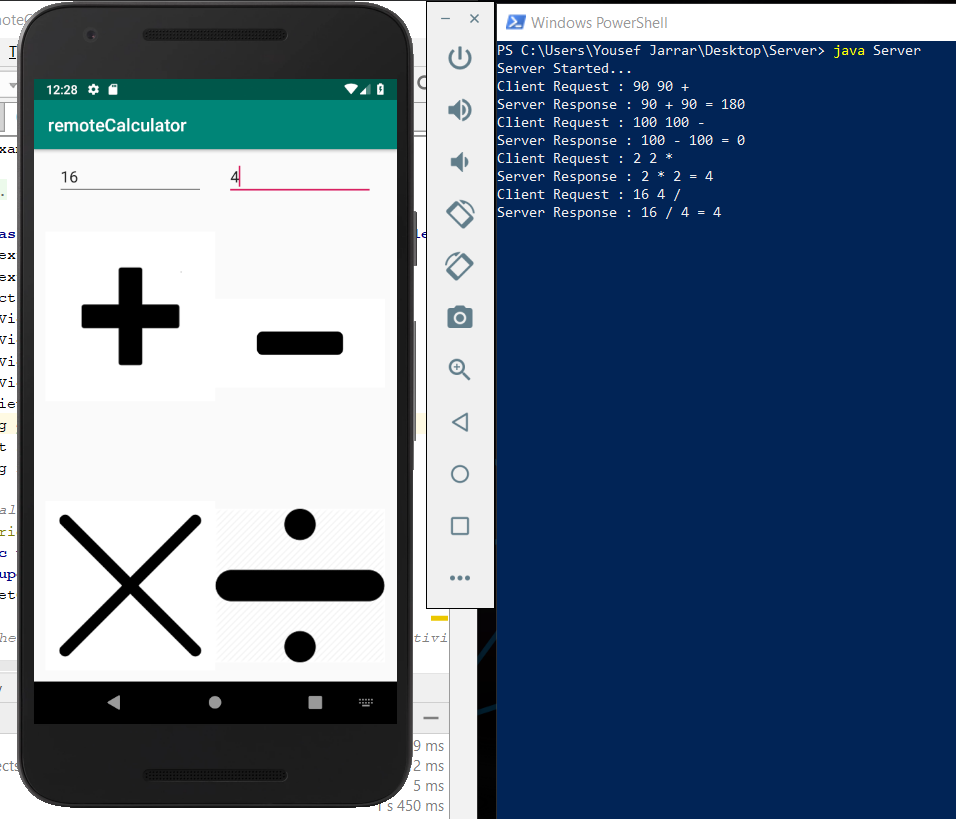 12:28
remoteCalculator
16
4
9 ms
2 ms
5 ms
1 s 450 ms
Windows PowerShell
PS C:\Users\Yousef Jarrar\Desktop\Server> java Server
Server Started...
Client Request : 90 90 +
Server Response : 90 + 90 = 180
Client Request : 100 100 -
Server Response : 100 - 100 = 0
Client Request : 2 2 *
Server Response : 2 * 2 = 4
Client Request : 16 4 /
Server Response : 16 / 4 = 4